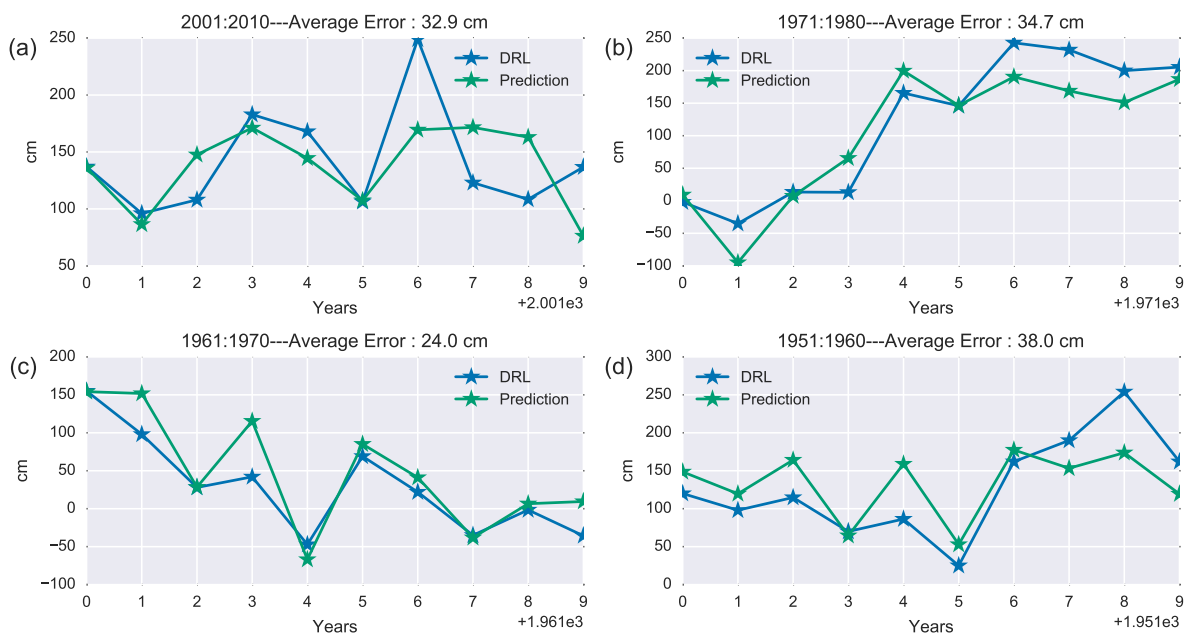 2001:2010---Average Error : 32.9 cm
(a)
250
200
150
100
50
cm
DRL
Prediction
0 1 2 3 4 5 6 7 8 9
Years
+2.001e3
1971:1980---Average Error : 34.7 cm
(b)
250
200
150
100
50
0
−50
−100
cm
DRL
Prediction
0 1 2 3 4 5 6 7 8 9
Years
+1.971e3
1961:1970---Average Error : 24.0 cm
(c)
200
150
100
50
0
−50
−100
cm
DRL
Prediction
0 1 2 3 4 5 6 7 8 9
Years
+1.961e3
1951:1960---Average Error : 38.0 cm
(d)
300
250
200
150
100
50
0
cm
DRL
Prediction
0 1 2 3 4 5 6 7 8 9
Years
+1.951e3